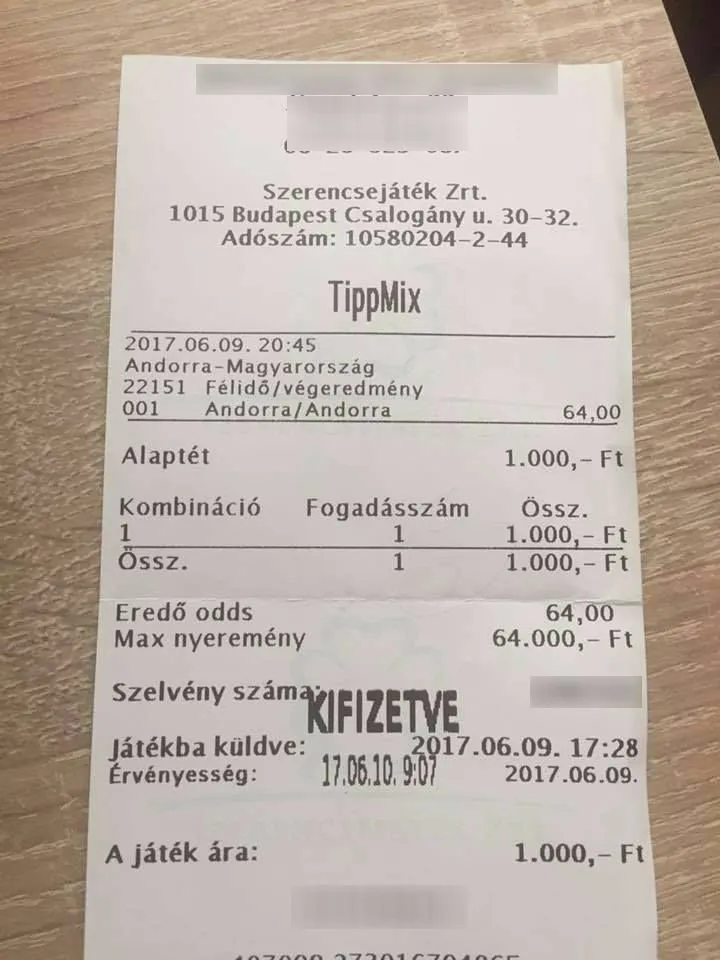 Szerencsejáték Zrt.
1015 Budapest Csalogány u. 30-32.
Adószám: 10580204-2-44
TippMix
2017.06.09. 20:45
Andorra-Magyarország
22151 Félidő/végeredmény
001 Andorra/Andorra 64,00
Alaptét 1.000,- Ft
Kombináció Fogadásszám Össz.
1 1 1.000,- Ft
Össz. 1 1.000,- Ft
Eredő odds 64,00
Max nyeremény 64.000,- Ft
Szelvény száma:
KIFIZETVE
Játékba küldve: 2017.06.09. 17:28
Érvényesség: 17.06.10. 9:07 2017.06.09.
A játék ára: 1.000,- Ft